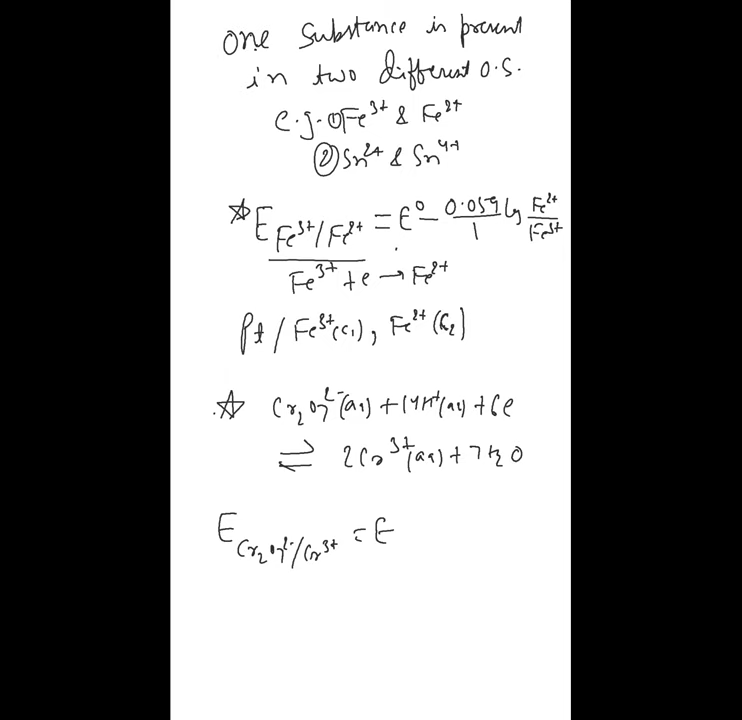 One substance is present
in two different O.S.
e.g. ① Fe³⁺ & Fe²⁺
② Sn²⁺ & Sn⁴⁺
☆ E Fe³⁺/Fe²⁺ = E⁰ - 0.059/1 log Fe²⁺/Fe³⁺
Fe³⁺ + e → Fe²⁺
Pt / Fe³⁺(c₁), Fe²⁺(c₂)
☆ Cr₂O₇²⁻(aq) + 14H⁺(aq) + 6e
⇌ 2Cr³⁺(aq) + 7H₂O
E Cr₂O₇²⁻/Cr³⁺ = E